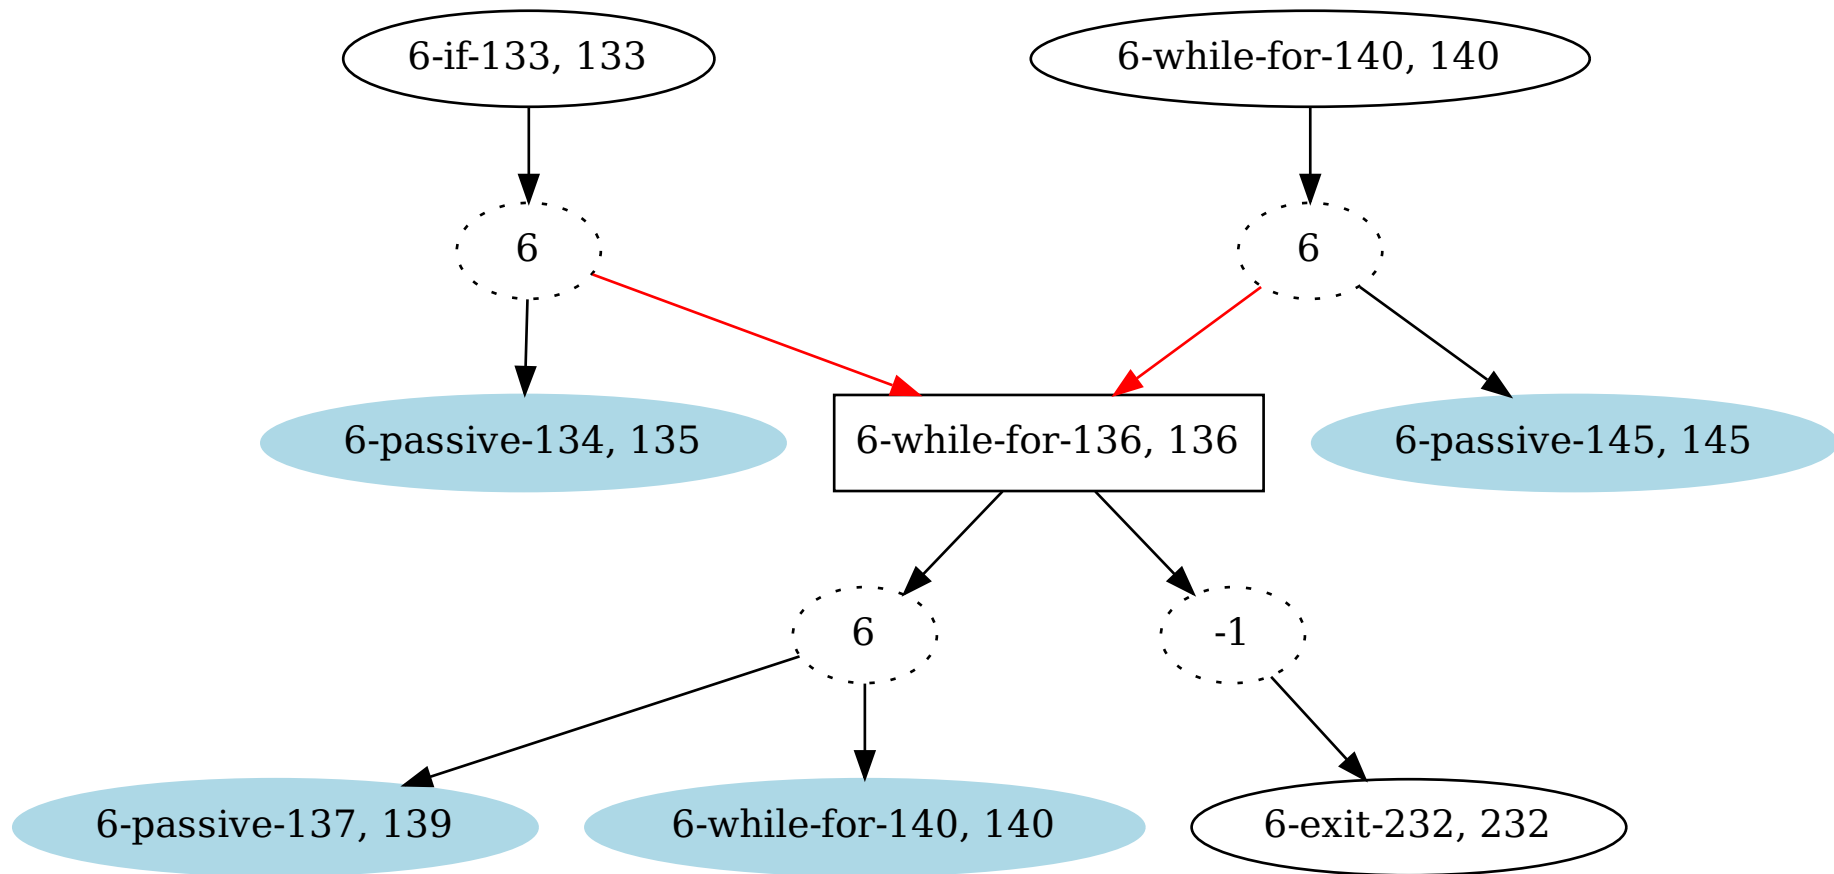 6-if-133, 133
6-while-for-140, 140
6
6
6-passive-134, 135
6-while-for-136, 136
6-passive-145, 145
6
-1
6-passive-137, 139
6-while-for-140, 140
6-exit-232, 232